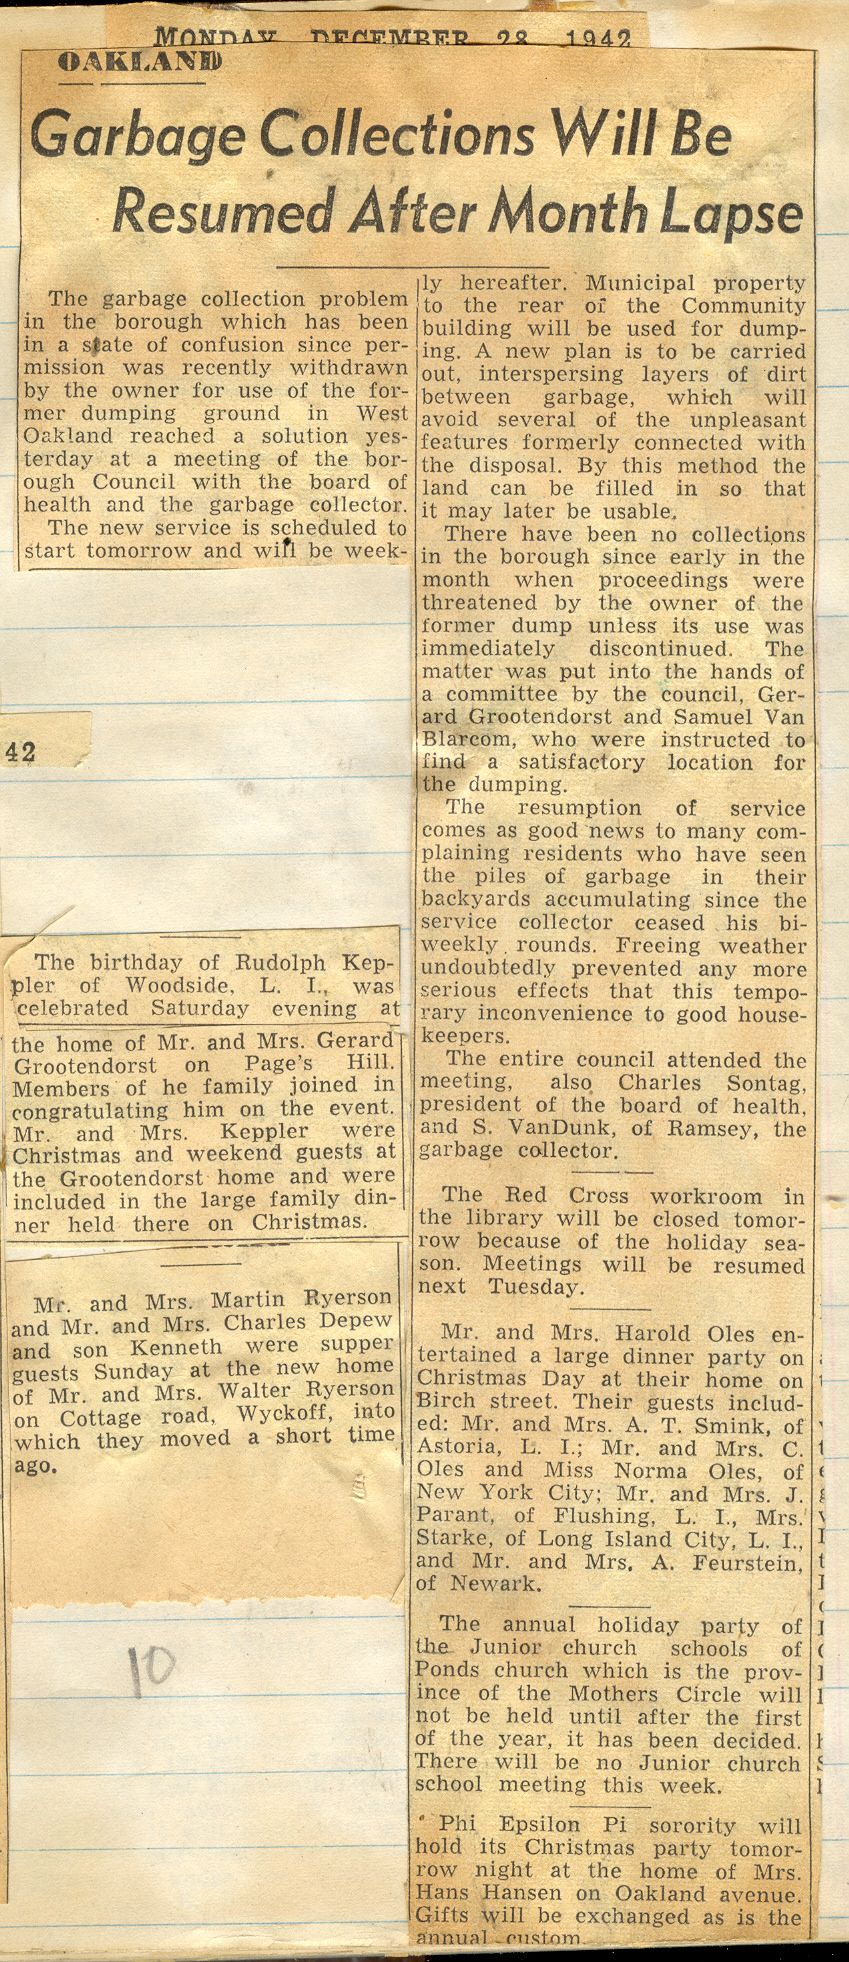 MONDAY DECEMBER 28 1942
OAKLAND
Garbage Collections Will Be
Resumed After Month Lapse
The garbage collection problem
in the borough which has been
in a state of confusion since per-
mission was recently withdrawn
by the owner for use of the for-
mer dumping ground in West
Oakland reached a solution yes-
terday at a meeting of the bor-
ough Council with the board of
health and the garbage collector.
The new service is scheduled to
start tomorrow and will be week-
ly hereafter. Municipal property
to the rear of the Community
building will be used for dump-
ing. A new plan is to be carried
out, interspersing layers of dirt
between garbage, which will
avoid several of the unpleasant
features formerly connected with
the disposal. By this method the
land can be filled in so that
it may later be usable.
There have been no collections
in the borough since early in the
month when proceedings were
threatened by the owner of the
former dump unless its use was
immediately discontinued. The
matter was put into the hands of
a committee by the council, Ger-
ard Grootendorst and Samuel Van
Blarcom, who were instructed to
find a satisfactory location for
the dumping.
The resumption of service
comes as good news to many com-
plaining residents who have seen
the piles of garbage in their
backyards accumulating since the
service collector ceased his bi-
weekly rounds. Freeing weather
undoubtedly prevented any more
serious effects that this tempo-
rary inconvenience to good house-
keepers.
The entire council attended the
meeting, also Charles Sontag,
president of the board of health,
and S. VanDunk, of Ramsey, the
garbage collector.
The Red Cross workroom in
the library will be closed tomor-
row because of the holiday sea-
son. Meetings will be resumed
next Tuesday.
Mr. and Mrs. Harold Oles en-
tertained a large dinner party on
Christmas Day at their home on
Birch street. Their guests includ-
ed: Mr. and Mrs. A. T. Smink, of
Astoria, L. I.; Mr. and Mrs. C.
Oles and Miss Norma Oles, of
New York City; Mr. and Mrs. J.
Parant, of Flushing, L. I., Mrs.
Starke, of Long Island City, L. I.,
and Mr. and Mrs. A. Feurstein,
of Newark.
The annual holiday party of
the Junior church schools of
Ponds church which is the prov-
ince of the Mothers Circle will
not be held until after the first
of the year, it has been decided.
There will be no Junior church
school meeting this week.
Phi Epsilon Pi sorority will
hold its Christmas party tomor-
row night at the home of Mrs.
Hans Hansen on Oakland avenue.
Gifts will be exchanged as is the
annual custom.
42
The birthday of Rudolph Kep-
pler of Woodside, L. I., was
celebrated Saturday evening at
the home of Mr. and Mrs. Gerard
Grootendorst on Page's Hill.
Members of he family joined in
congratulating him on the event.
Mr. and Mrs. Keppler were
Christmas and weekend guests at
the Grootendorst home and were
included in the large family din-
ner held there on Christmas.
Mr. and Mrs. Martin Ryerson
and Mr. and Mrs. Charles Depew
and son Kenneth were supper
guests Sunday at the new home
of Mr. and Mrs. Walter Ryerson
on Cottage road, Wyckoff, into
which they moved a short time
ago.
10